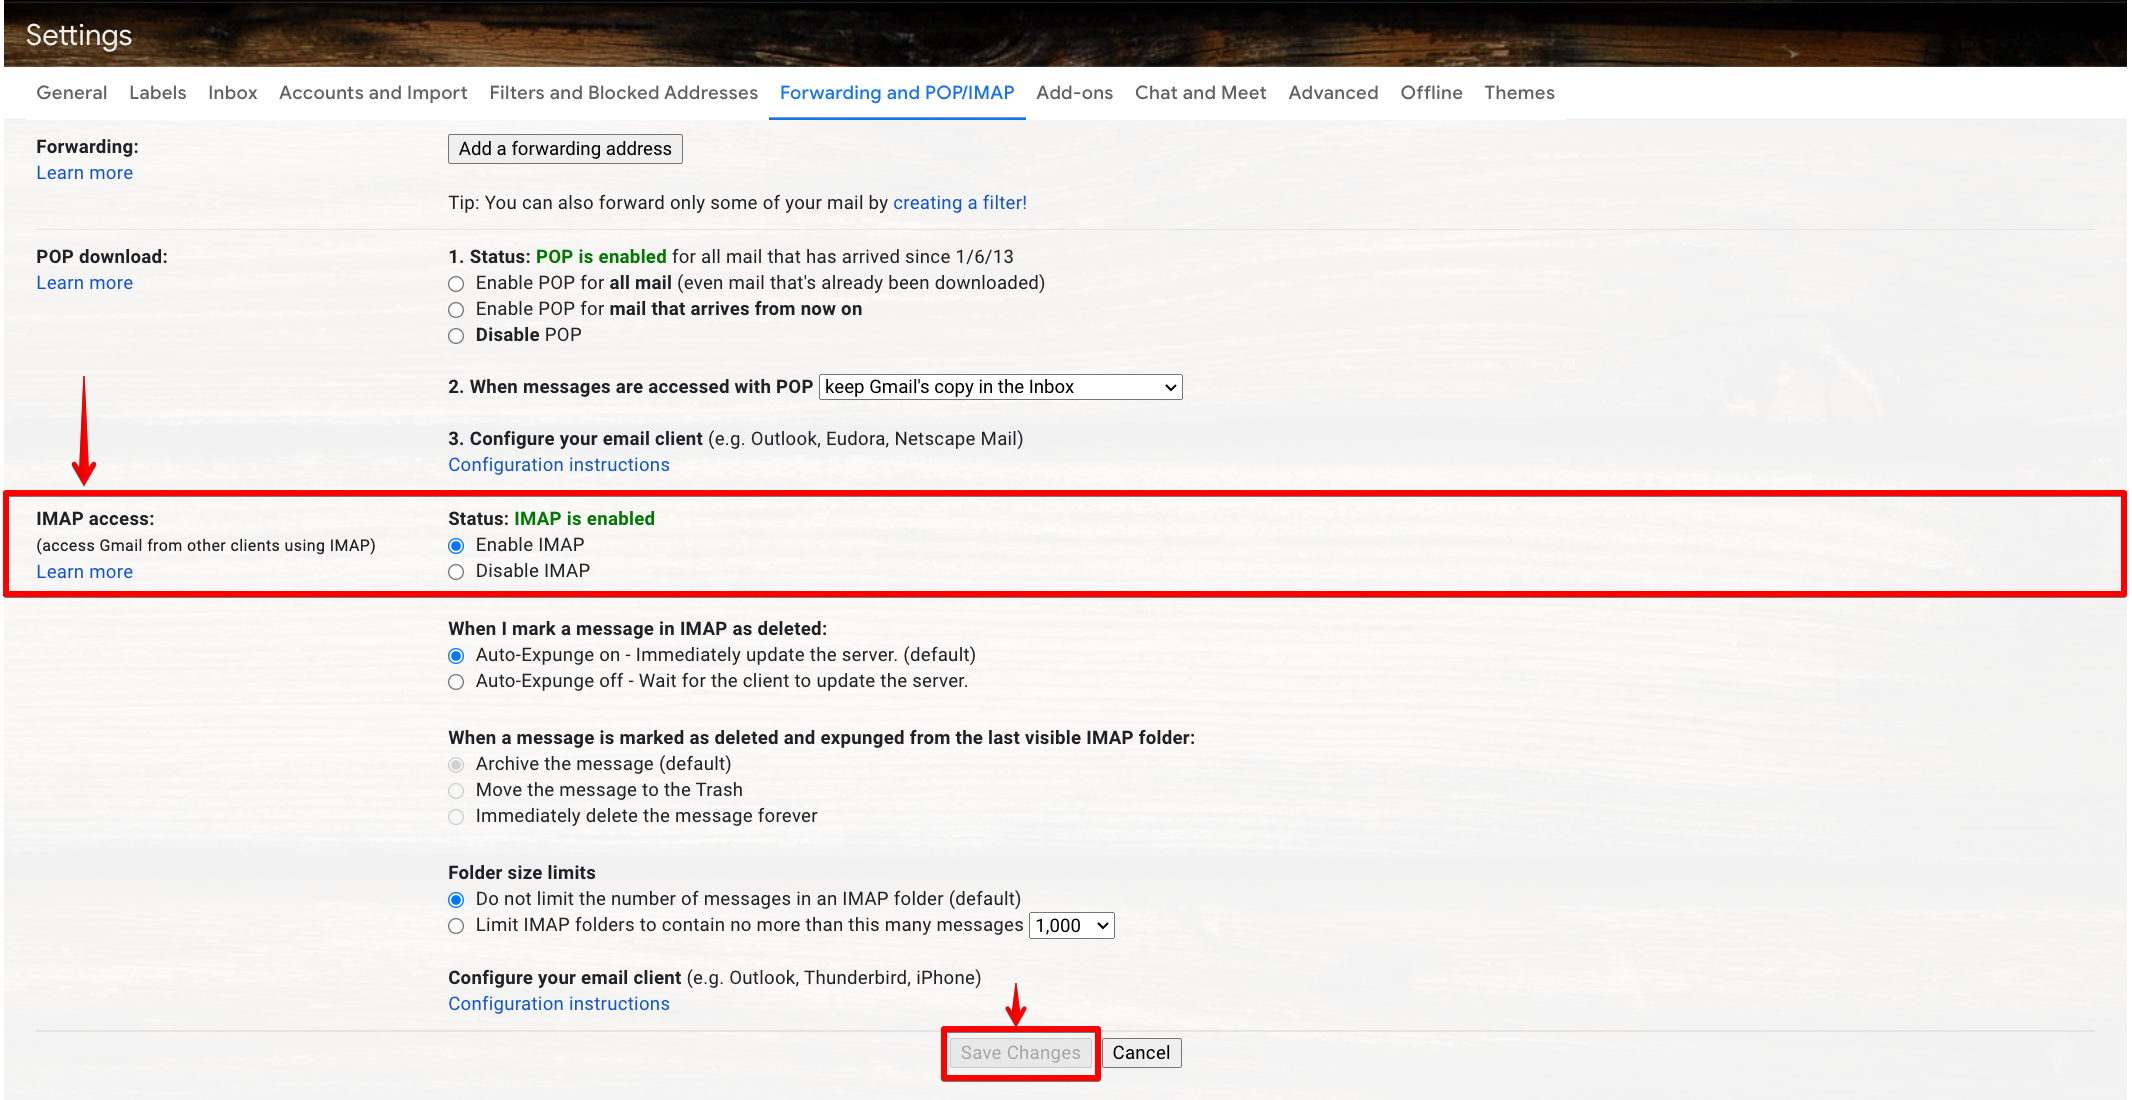 Settings
General Labels Inbox Accounts and Import Filters and Blocked Addresses Forwarding and POP/IMAP Add-ons Chat and Meet Advanced Offline Themes
Forwarding:
Learn more
Add a forwarding address
Tip: You can also forward only some of your mail by creating a filter!
POP download:
Learn more
1. Status: POP is enabled for all mail that has arrived since 1/6/13
Enable POP for all mail (even mail that's already been downloaded)
Enable POP for mail that arrives from now on
Disable POP
2. When messages are accessed with POP keep Gmail's copy in the Inbox
3. Configure your email client (e.g. Outlook, Eudora, Netscape Mail)
Configuration instructions
IMAP access:
(access Gmail from other clients using IMAP)
Learn more
Status: IMAP is enabled
Enable IMAP
Disable IMAP
When I mark a message in IMAP as deleted:
Auto-Expunge on - Immediately update the server. (default)
Auto-Expunge off - Wait for the client to update the server.
When a message is marked as deleted and expunged from the last visible IMAP folder:
Archive the message (default)
Move the message to the Trash
Immediately delete the message forever
Folder size limits
Do not limit the number of messages in an IMAP folder (default)
Limit IMAP folders to contain no more than this many messages 1,000
Configure your email client (e.g. Outlook, Thunderbird, iPhone)
Configuration instructions
Save Changes Cancel